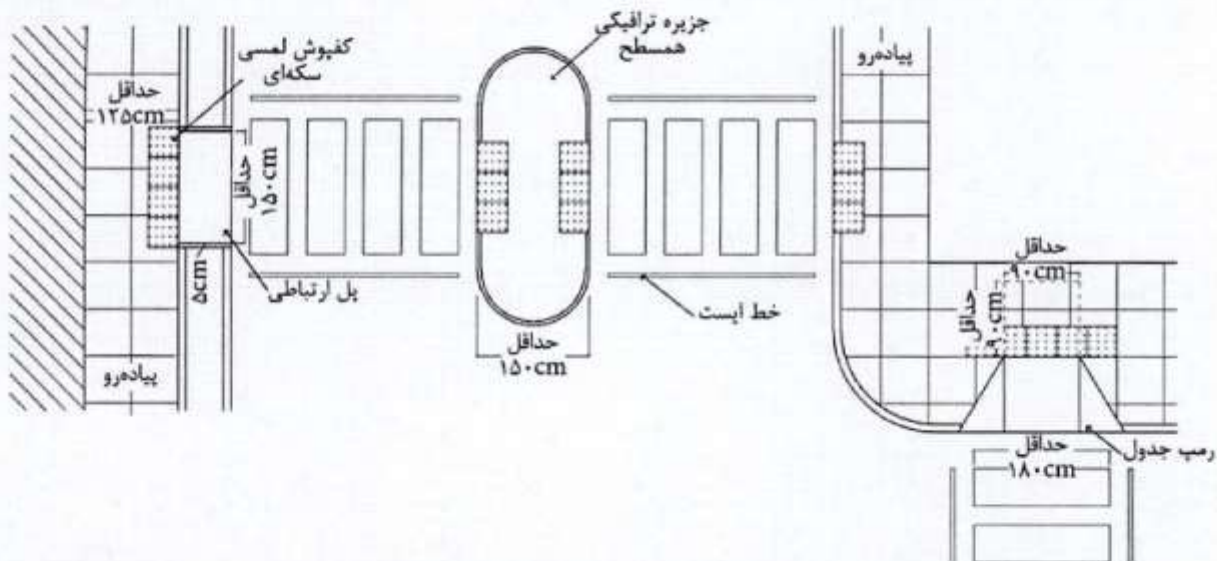 جزیره ترافیکی
همسطح
کفپوش لمسی
سکه‌ای
پیاده‌رو
حداقل
۱۲۵cm
حداقل
۱۵۰cm
۵cm
پل ارتباطی
پیاده‌رو
خط ایست
حداقل
۱۵۰cm
حداقل
۹۰cm
حداقل
۹۰cm
رمپ جدول
حداقل
۱۸۰cm